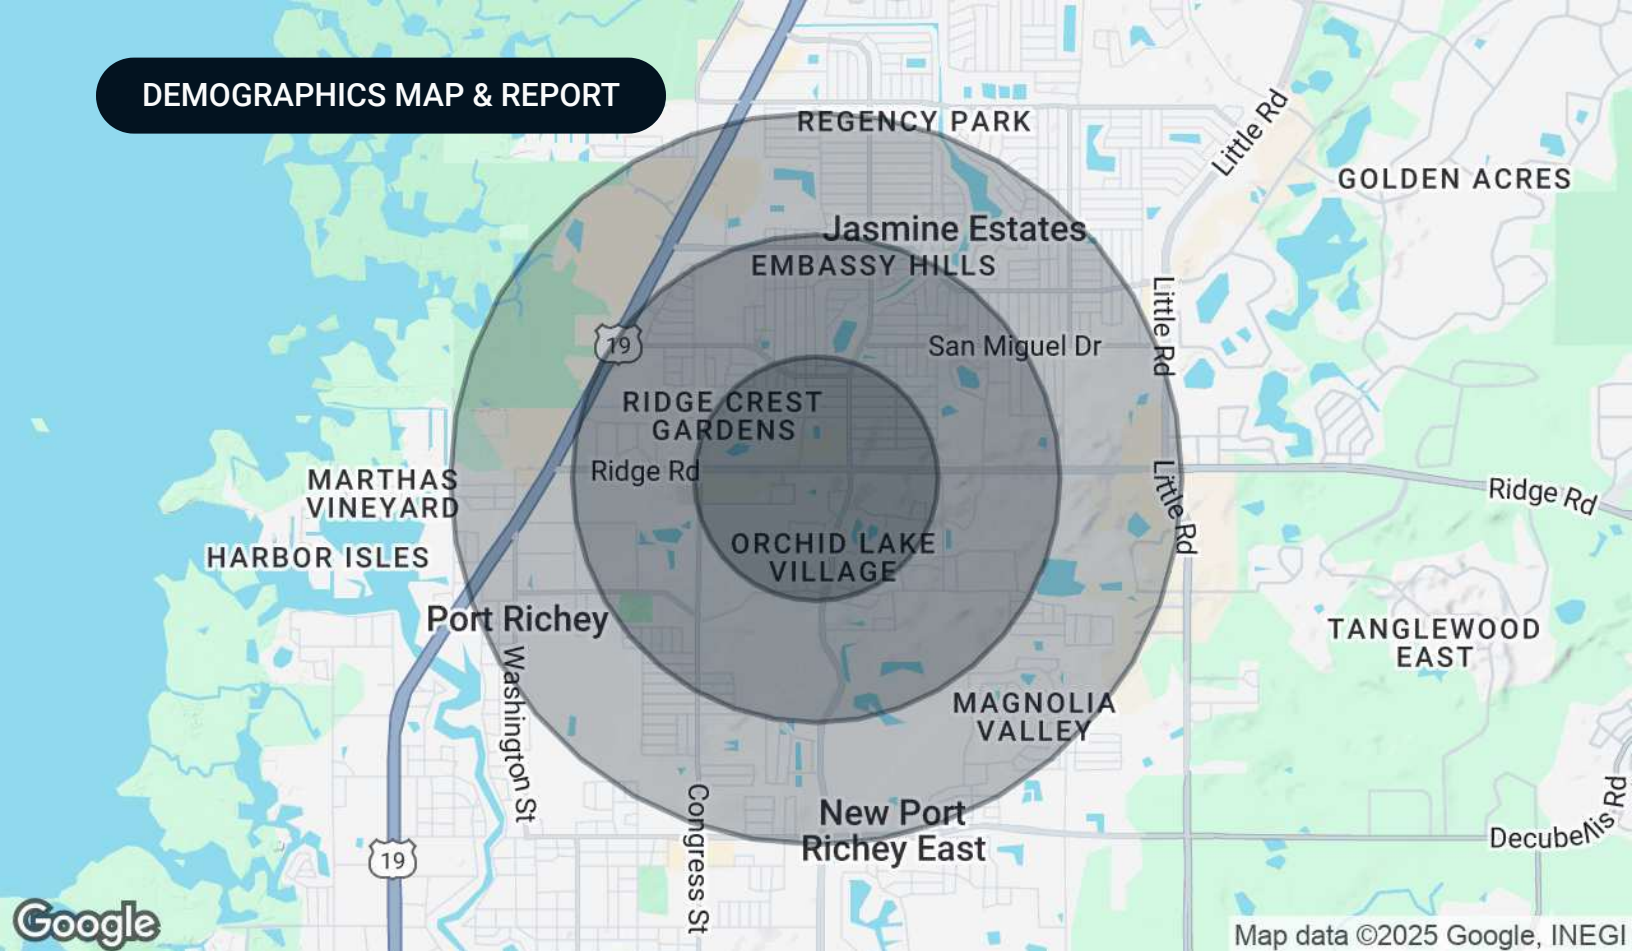 DEMOGRAPHICS MAP & REPORT
REGENCY PARK
Little Rd
GOLDEN ACRES
Jasmine Estates
EMBASSY HILLS
Little Rd
19
San Miguel Dr
RIDGE CREST
GARDENS
Ridge Rd
MARTHAS
VINEYARD
Little Rd
Ridge Rd
HARBOR ISLES
ORCHID LAKE
VILLAGE
Port Richey
TANGLEWOOD
EAST
Washington St
MAGNOLIA
VALLEY
Congress St
New Port
Richey East
Decubellis Rd
19
Google
Map data ©2025 Google, INEGI